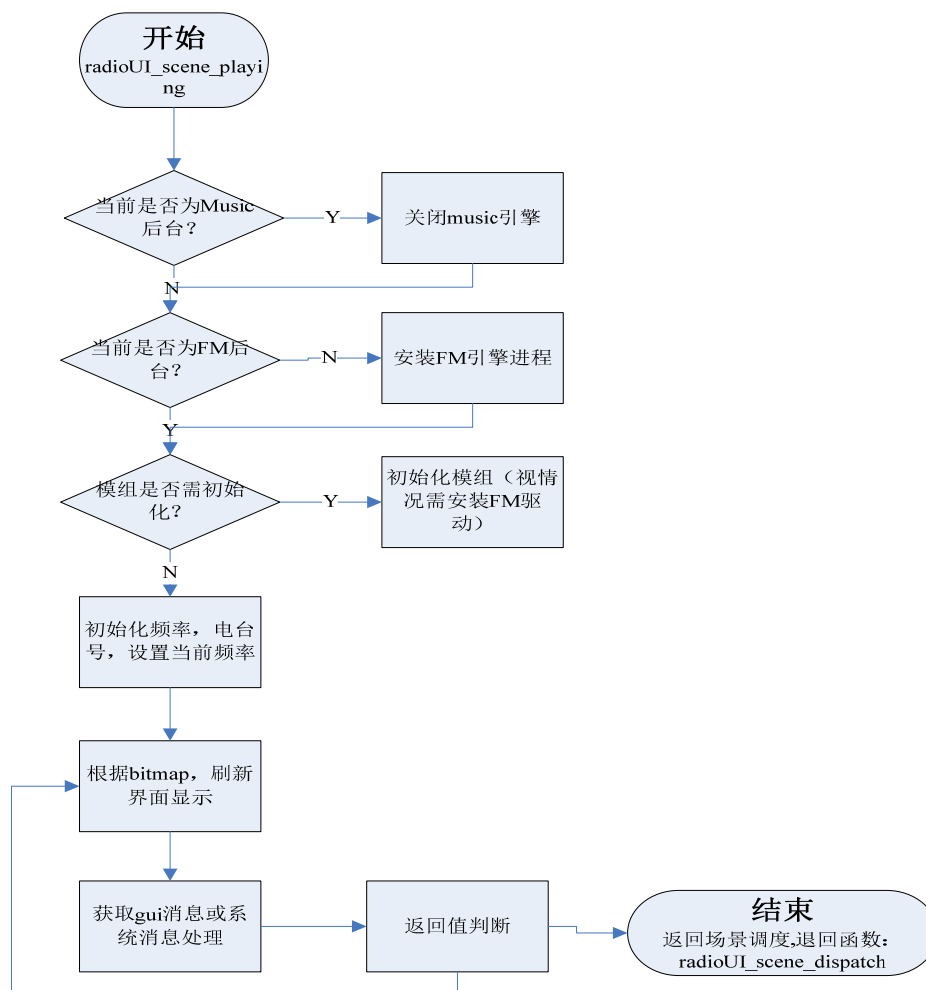 开始
radioUI_scene_playi
ng
当前是否为Music
后台？
Y
关闭music引擎
N
当前是否为FM后
台？
N
安装FM引擎进程
Y
模组是否需初始
化？
Y
初始化模组（视情
况需安装FM驱
动）
N
初始化频率，电台
号，设置当前频率
根据bitmap，刷新
界面显示
获取gui消息或系
统消息处理
返回值判断
结束
返回场景调度,退回函数：
radioUI_scene_dispatch